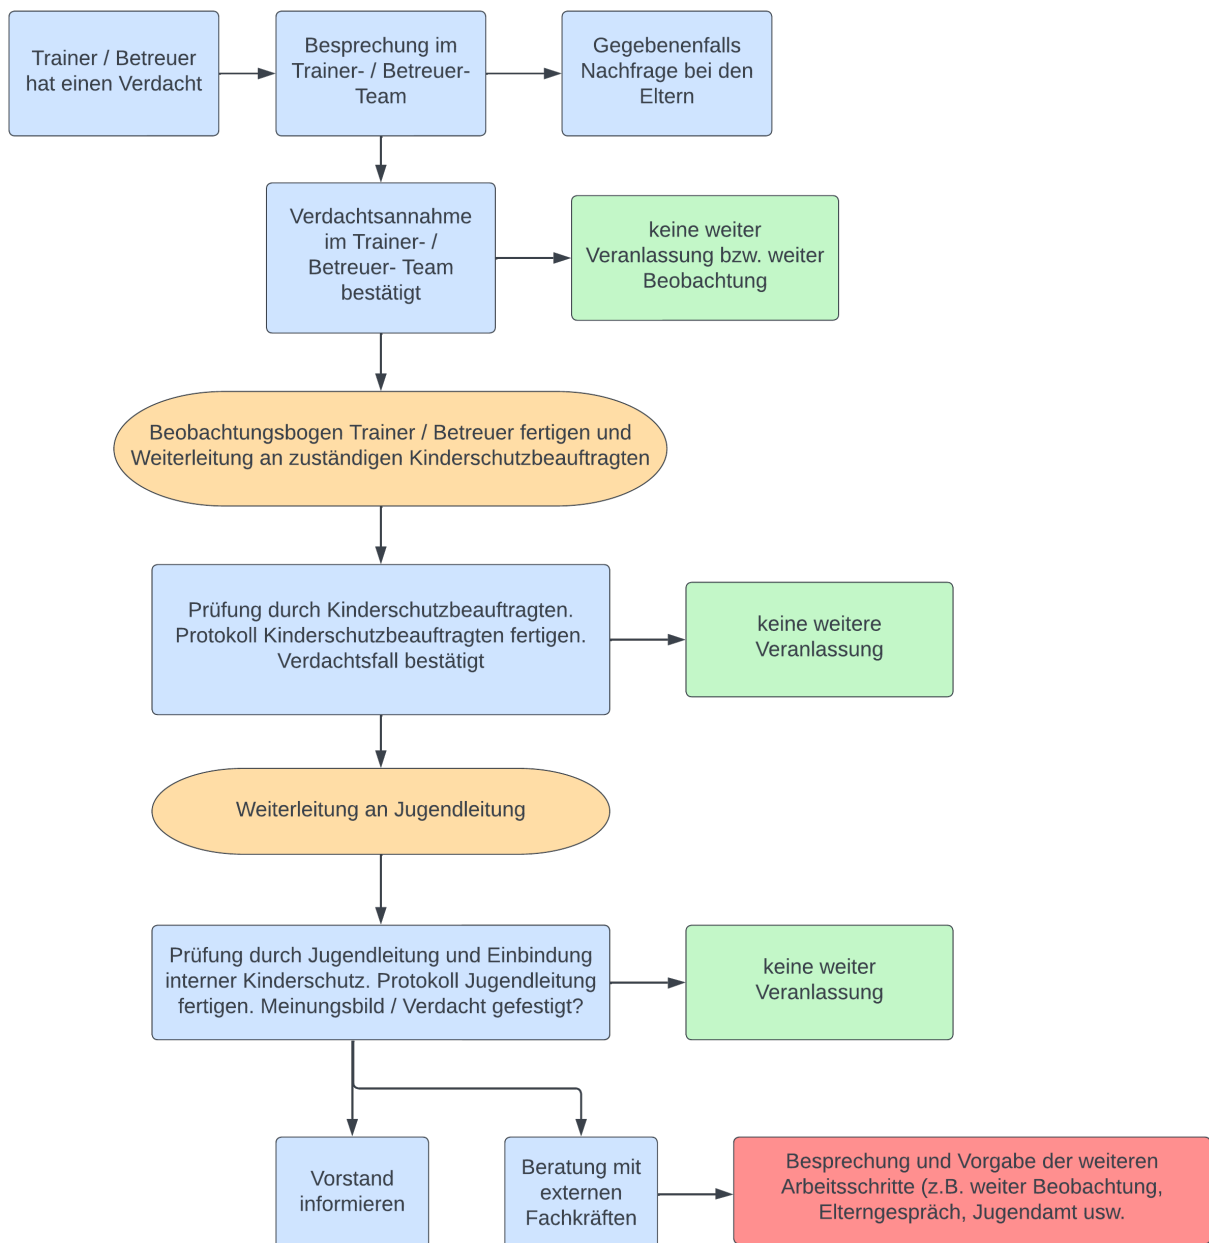 Trainer / Betreuer
hat einen Verdacht
Besprechung im
Trainer- / Betreuer-
Team
Gegebenenfalls
Nachfrage bei den
Eltern
Verdachtsannahme
im Trainer- /
Betreuer- Team
bestätigt
keine weiter
Veranlassung bzw. weiter
Beobachtung
Beobachtungsbogen Trainer / Betreuer fertigen und
Weiterleitung an zuständigen Kinderschutzbeauftragten
Prüfung durch Kinderschutzbeauftragten.
Protokoll Kinderschutzbeauftragten fertigen.
Verdachtsfall bestätigt
keine weitere
Veranlassung
Weiterleitung an Jugendleitung
Prüfung durch Jugendleitung und Einbindung
interner Kinderschutz. Protokoll Jugendleitung
fertigen. Meinungsbild / Verdacht gefestigt?
keine weiter
Veranlassung
Vorstand
informieren
Beratung mit
externen
Fachkräften
Besprechung und Vorgabe der weiteren
Arbeitsschritte (z.B. weiter Beobachtung,
Elterngespräch, Jugendamt usw.